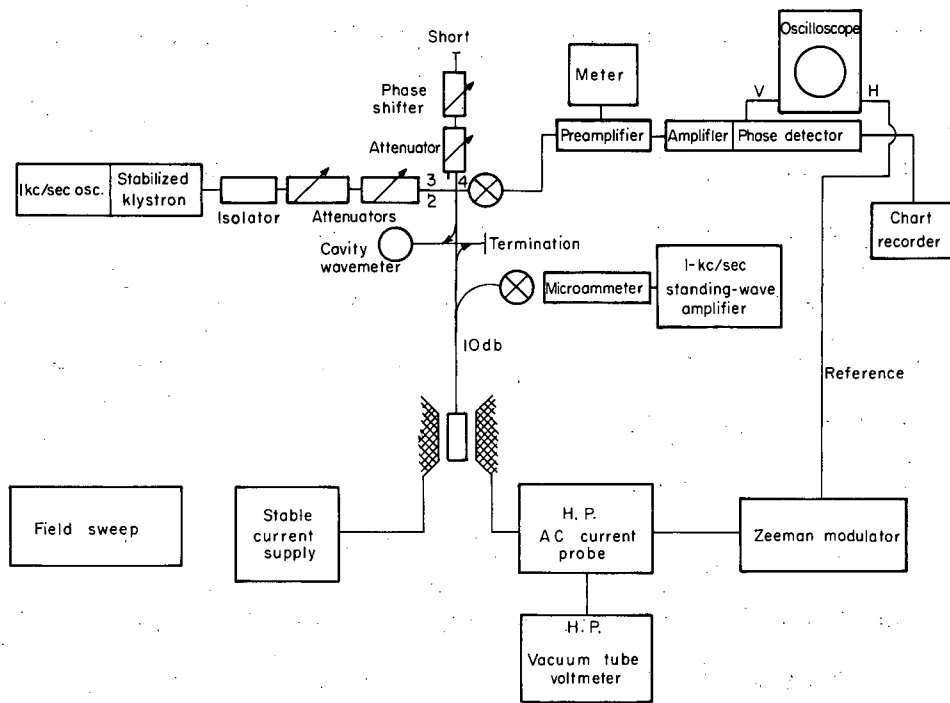 Short
Phase
shifter
Attenuator
Meter
Oscilloscope
V
H
Preamplifier
Amplifier
Phase detector
1kc/sec osc.
Stabilized
klystron
Isolator
Attenuators
3
4
2
Cavity
wavemeter
Termination
Chart
recorder
Microammeter
1-kc/sec
standing-wave
amplifier
10db
Reference
Field sweep
Stable
current
supply
H. P.
AC current
probe
Zeeman modulator
H. P.
Vacuum tube
voltmeter